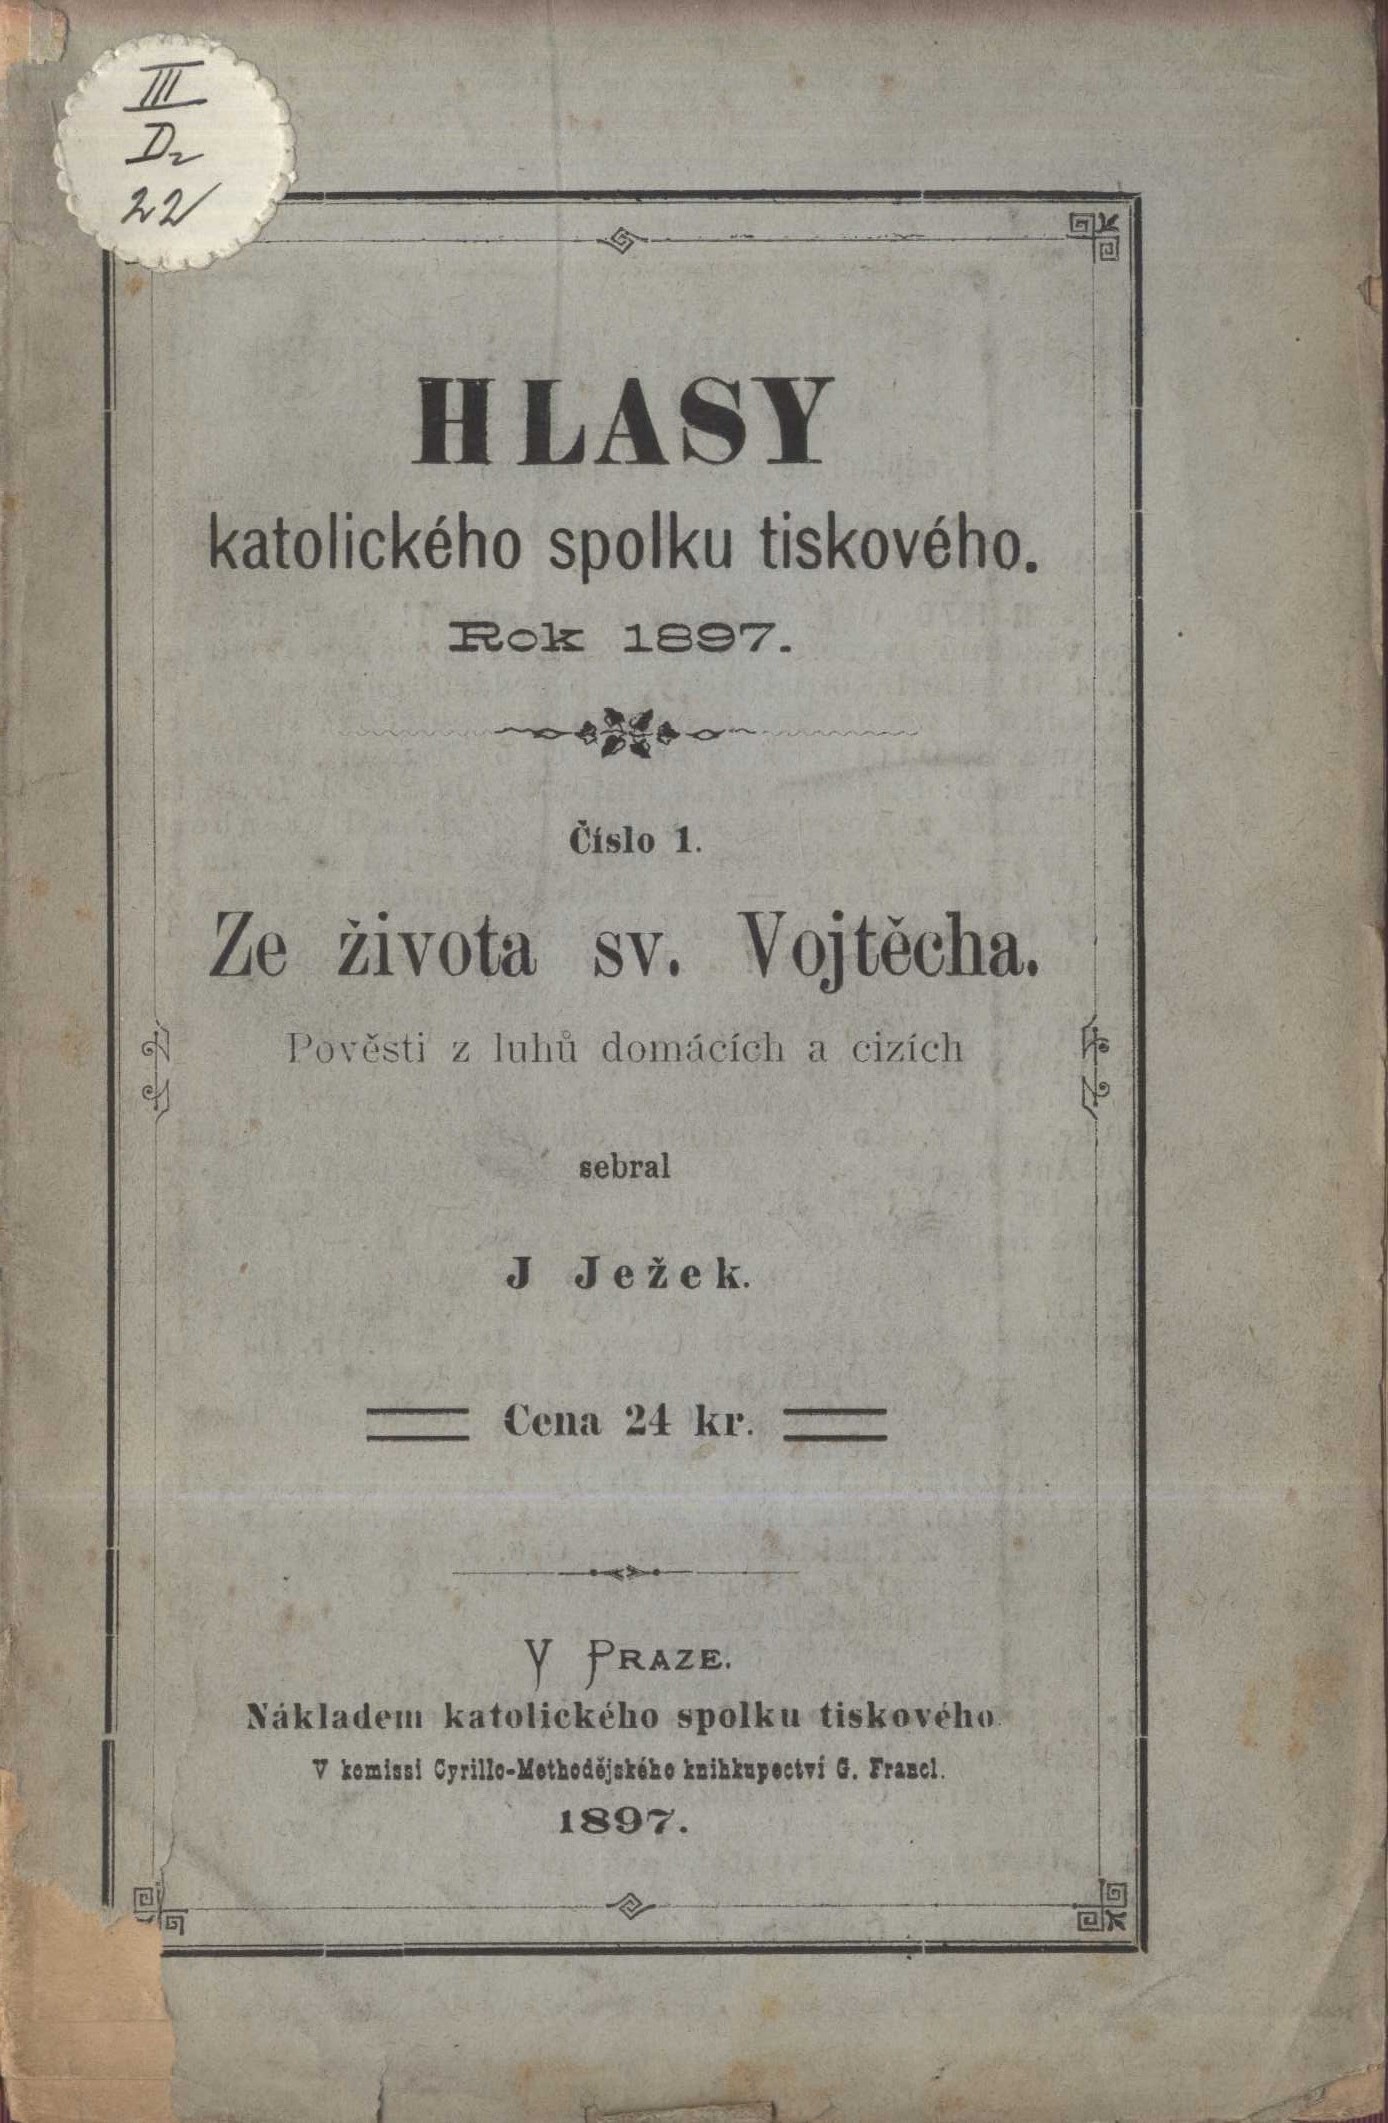 III
D2
22
HLASY
katolického spolku tiskového.
Rok 1897.
Číslo 1.
Ze života sv. Vojtěcha.
Pověsti z luhů domácích a cizích
sebral
J Ježek.
Cena 24 kr.
V PRAZE.
Nákladem katolického spolku tiskového.
V komissi Cyrillo-Methodějského knihkupectví G. Francl.
1897.